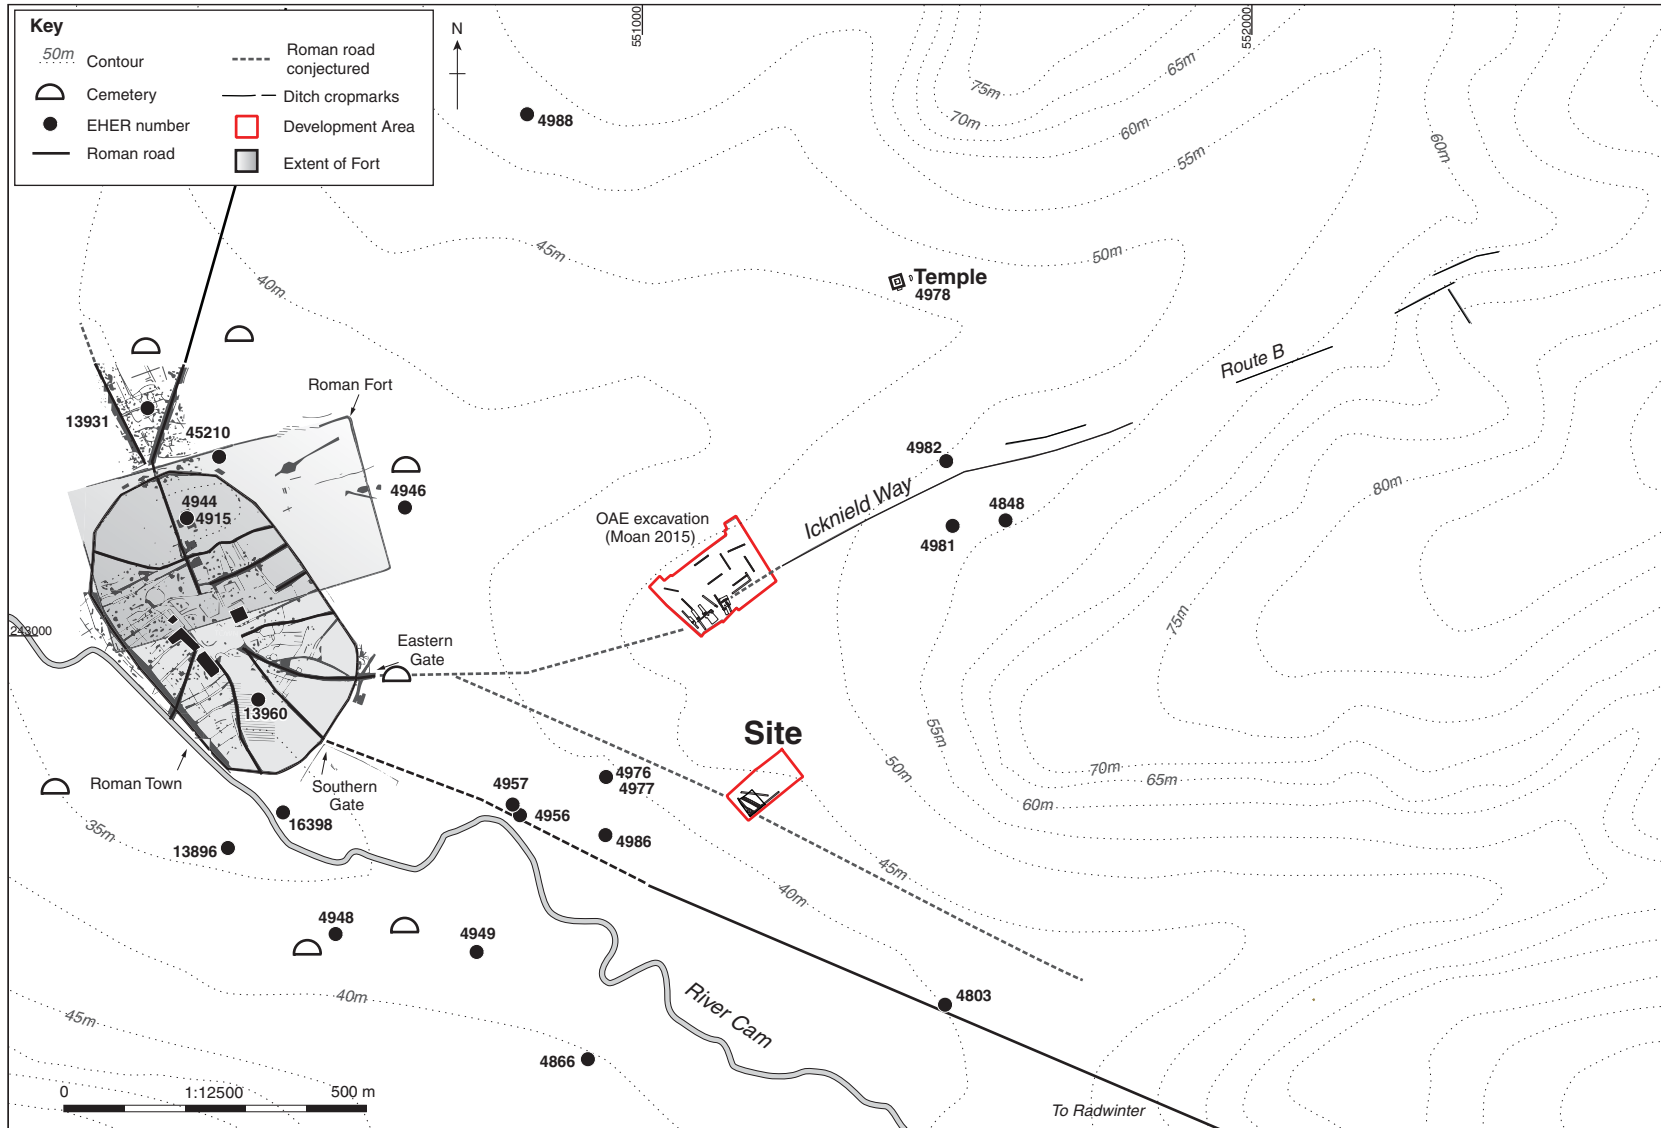 Key
50m
Contour
Cemetery
EHER number
Roman road
Roman road
conjectured
Ditch cropmarks
Development Area
Extent of Fort
N
551000
552000
4988
75m
70m
65m
60m
55m
60m
45m
50m
40m
Temple
4978
Route B
Roman Fort
13931
45210
4946
4944
4915
4982
Icknield Way
4848
4981
80m
OAE excavation
(Moan 2015)
75m
243000
Eastern
Gate
13960
Site
55m
50m
70m
65m
60m
Roman Town
Southern
Gate
4957
4956
4976
4977
4986
16398
13896
35m
45m
40m
4948
4949
River Cam
4803
40m
45m
4866
0
1:12500
500 m
To Radwinter